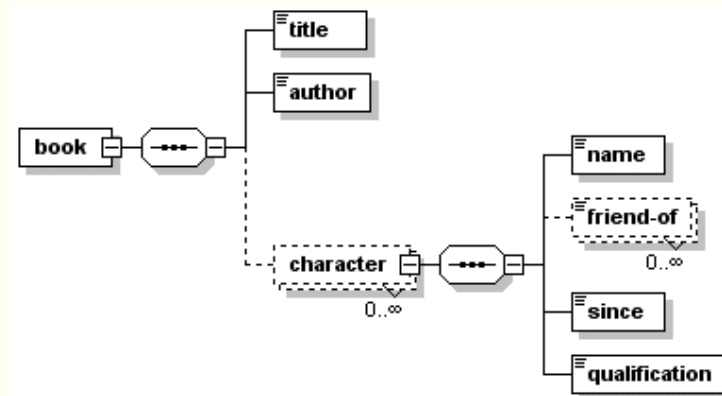 title
author
book
name
friend-of
0..∞
character
0..∞
since
qualification